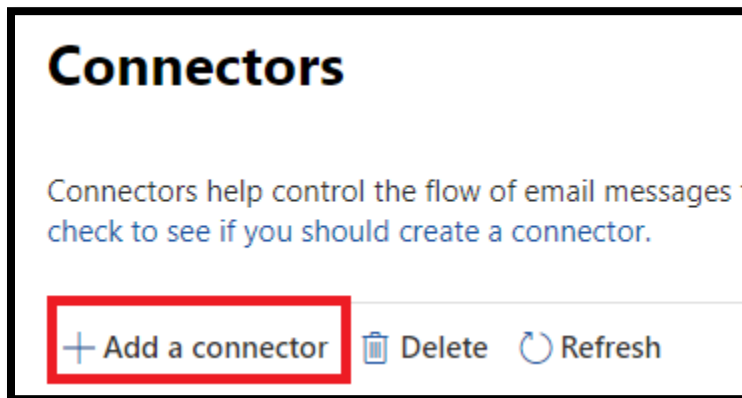 Connectors
Connectors help control the flow of email messages
check to see if you should create a connector.
Add a connector Delete Refresh